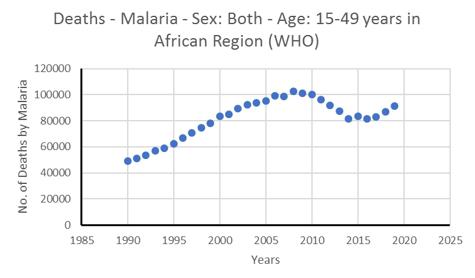 Deaths - Malaria - Sex: Both - Age: 15-49 years in
African Region (WHO)
120000
100000
80000
60000
40000
20000
0
No. of Deaths by Malaria
1985 1990 1995 2000 2005 2010 2015 2020 2025
Years